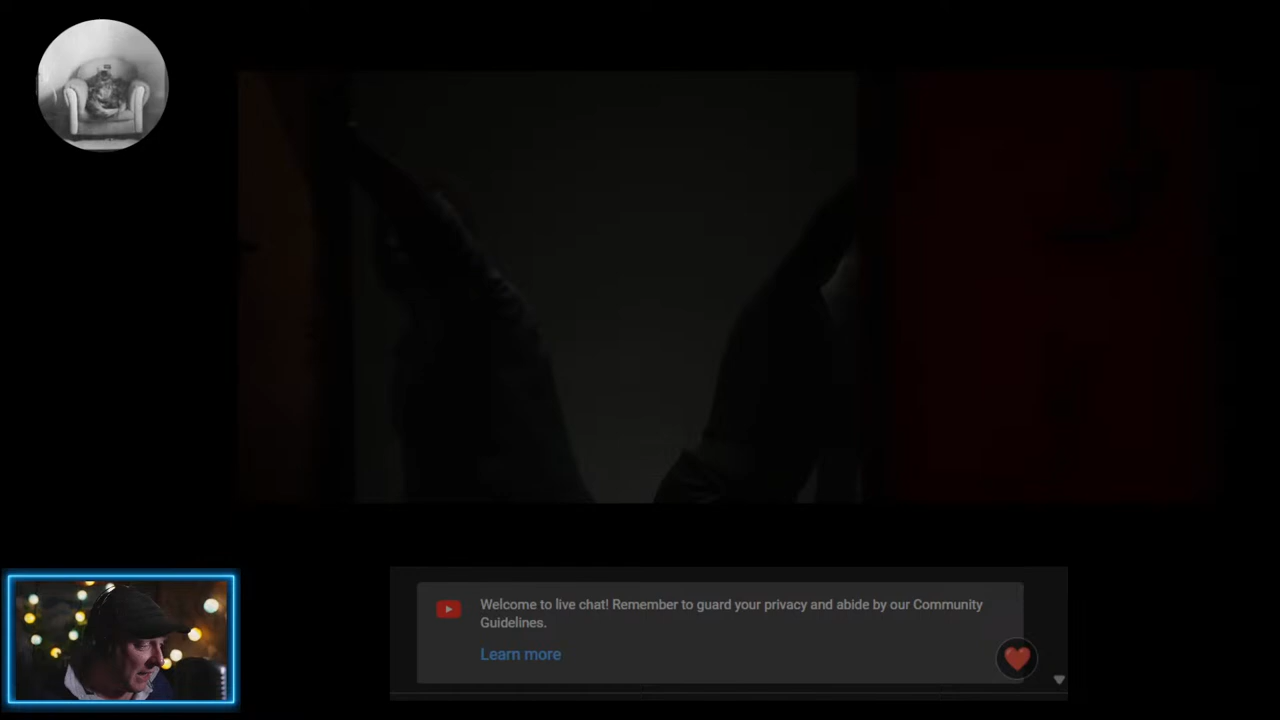 Welcome to live chat! Remember to guard your privacy and abide by our Community
Guidelines.
Learn more